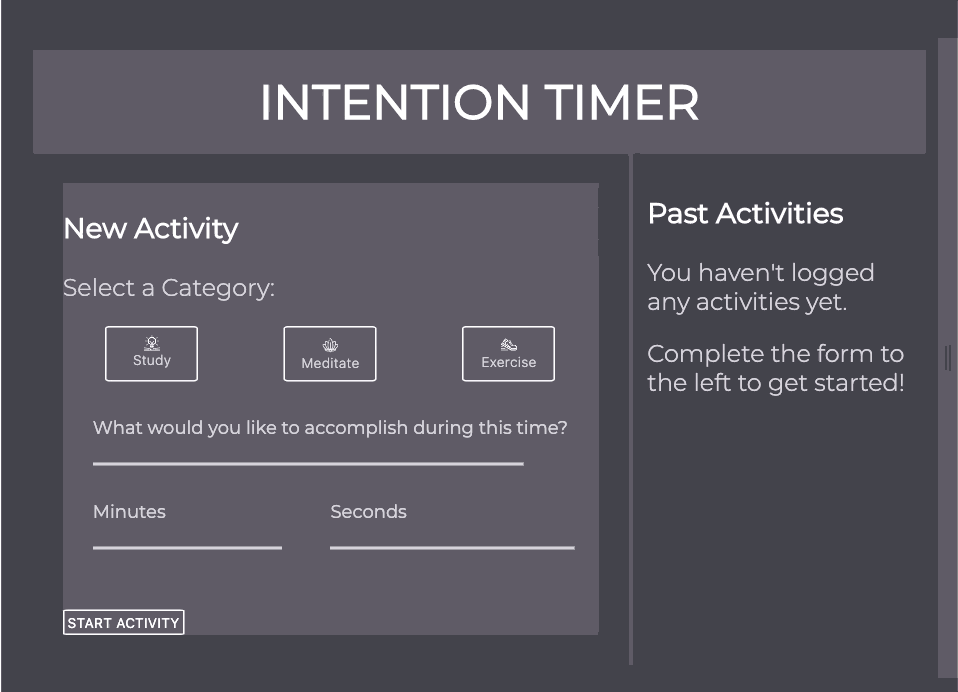 INTENTION TIMER
New Activity
Select a Category:
Study
Meditate
Exercise
What would you like to accomplish during this time?
Minutes
Seconds
START ACTIVITY
Past Activities
You haven't logged
any activities yet.
Complete the form to
the left to get started!